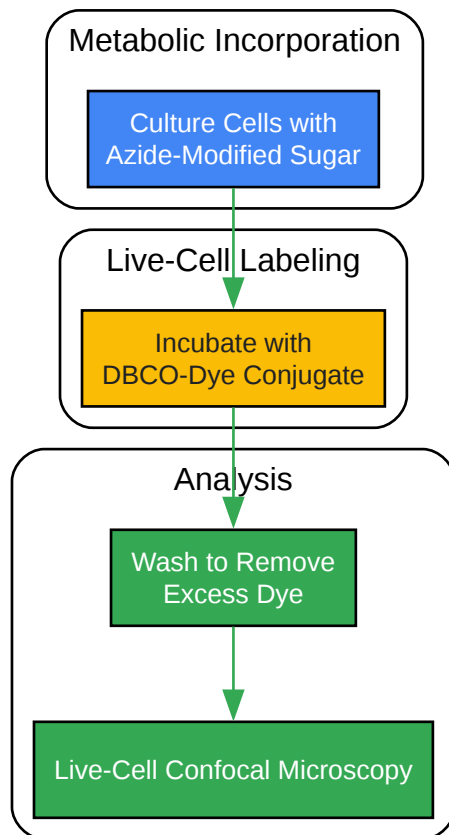 Metabolic Incorporation
Culture Cells with
Azide-Modified Sugar
Live-Cell Labeling
Incubate with
DBCO-Dye Conjugate
Analysis
Wash to Remove
Excess Dye
Live-Cell Confocal Microscopy